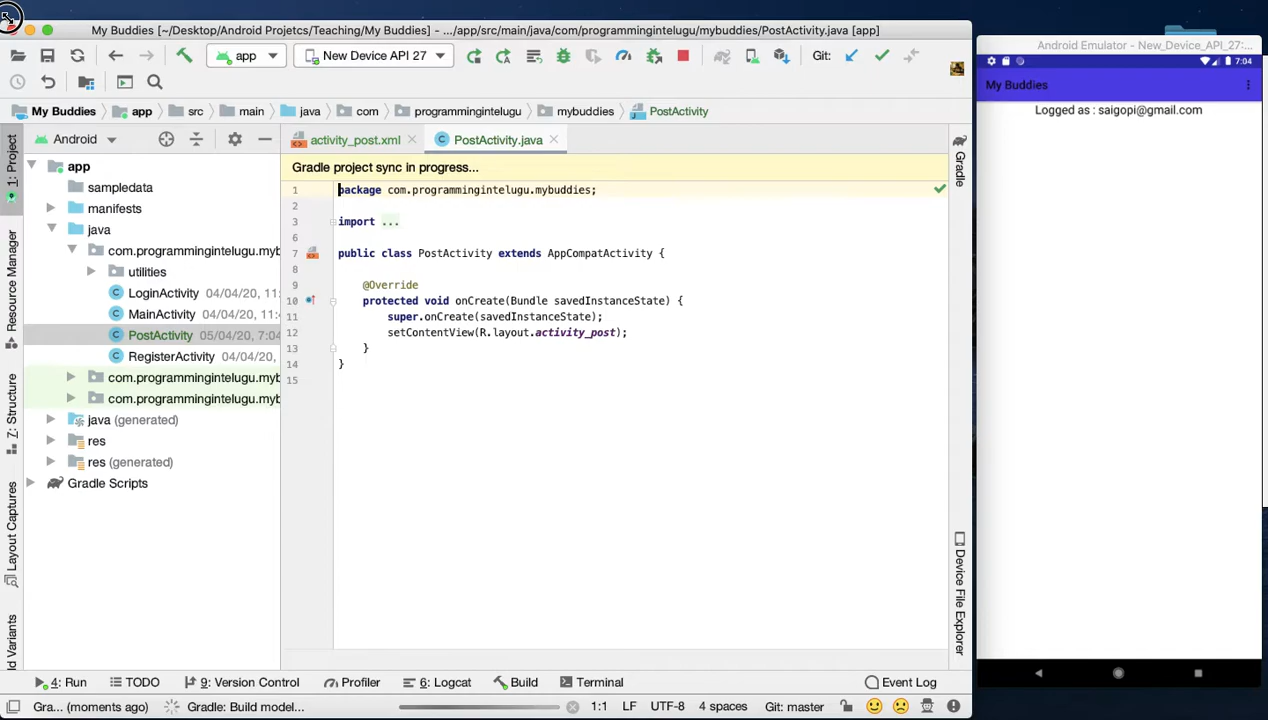 My Buddies [~/Desktop/Android Projetcs/Teaching/My Buddies] - .../app/src/main/java/com/programmingintelugu/mybuddies/PostActivity.java [app]
Android Emulator - New_Device_API_27:...
app
New Device API 27
Git:
7:04
My Buddies
Logged as : saigopi@gmail.com
My Buddies
app
src
main
java
com
programmingintelugu
mybuddies
PostActivity
Android
activity_post.xml
PostActivity.java
Gradle project sync in progress...
1: Project
Resource Manager
7: Structure
Layout Captures
ld Variants
app
sampledata
manifests
java
com.programmingintelugu.myb
utilities
LoginActivity 04/04/20, 11:
MainActivity 04/04/20, 11:
PostActivity 05/04/20, 7:04
RegisterActivity 04/04/20,
com.programmingintelugu.myb
com.programmingintelugu.myb
java (generated)
res
res (generated)
Gradle Scripts
1 package com.programmingintelugu.mybuddies;
2
3 import ...
6
7 public class PostActivity extends AppCompatActivity {
8
9 @Override
10 protected void onCreate(Bundle savedInstanceState) {
11 super.onCreate(savedInstanceState);
12 setContentView(R.layout.activity_post);
13 }
14 }
15
Gradle
Device File Explorer
4: Run
TODO
9: Version Control
Profiler
6: Logcat
Build
Terminal
Event Log
Gra... (moments ago)
Gradle: Build model...
1:1
LF
UTF-8
4 spaces
Git: master